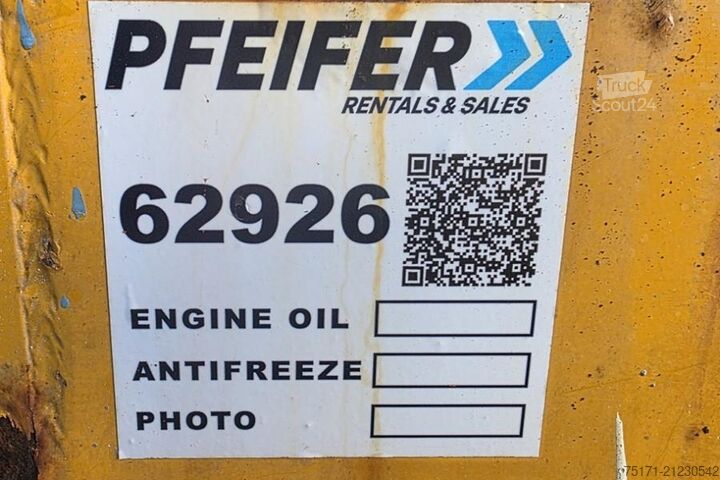 PFEIFER
RENTALS & SALES
Truck
Scout24
62926
ENGINE OIL
ANTIFREEZE
PHOTO
75171-21230542